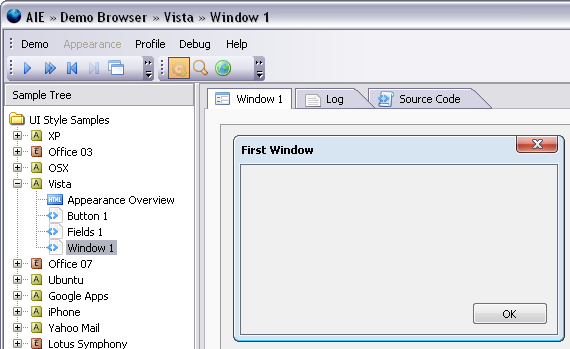 AIE » Demo Browser » Vista » Window 1
Demo Appearance Profile Debug Help
Sample Tree
Window 1 Log Source Code
UI Style Samples
A XP
E Office 03
A OSX
A Vista
HTML Appearance Overview
Button 1
Fields 1
Window 1
E Office 07
A Ubuntu
A Google Apps
A iPhone
A Yahoo Mail
E Lotus Symphony
First Window
OK